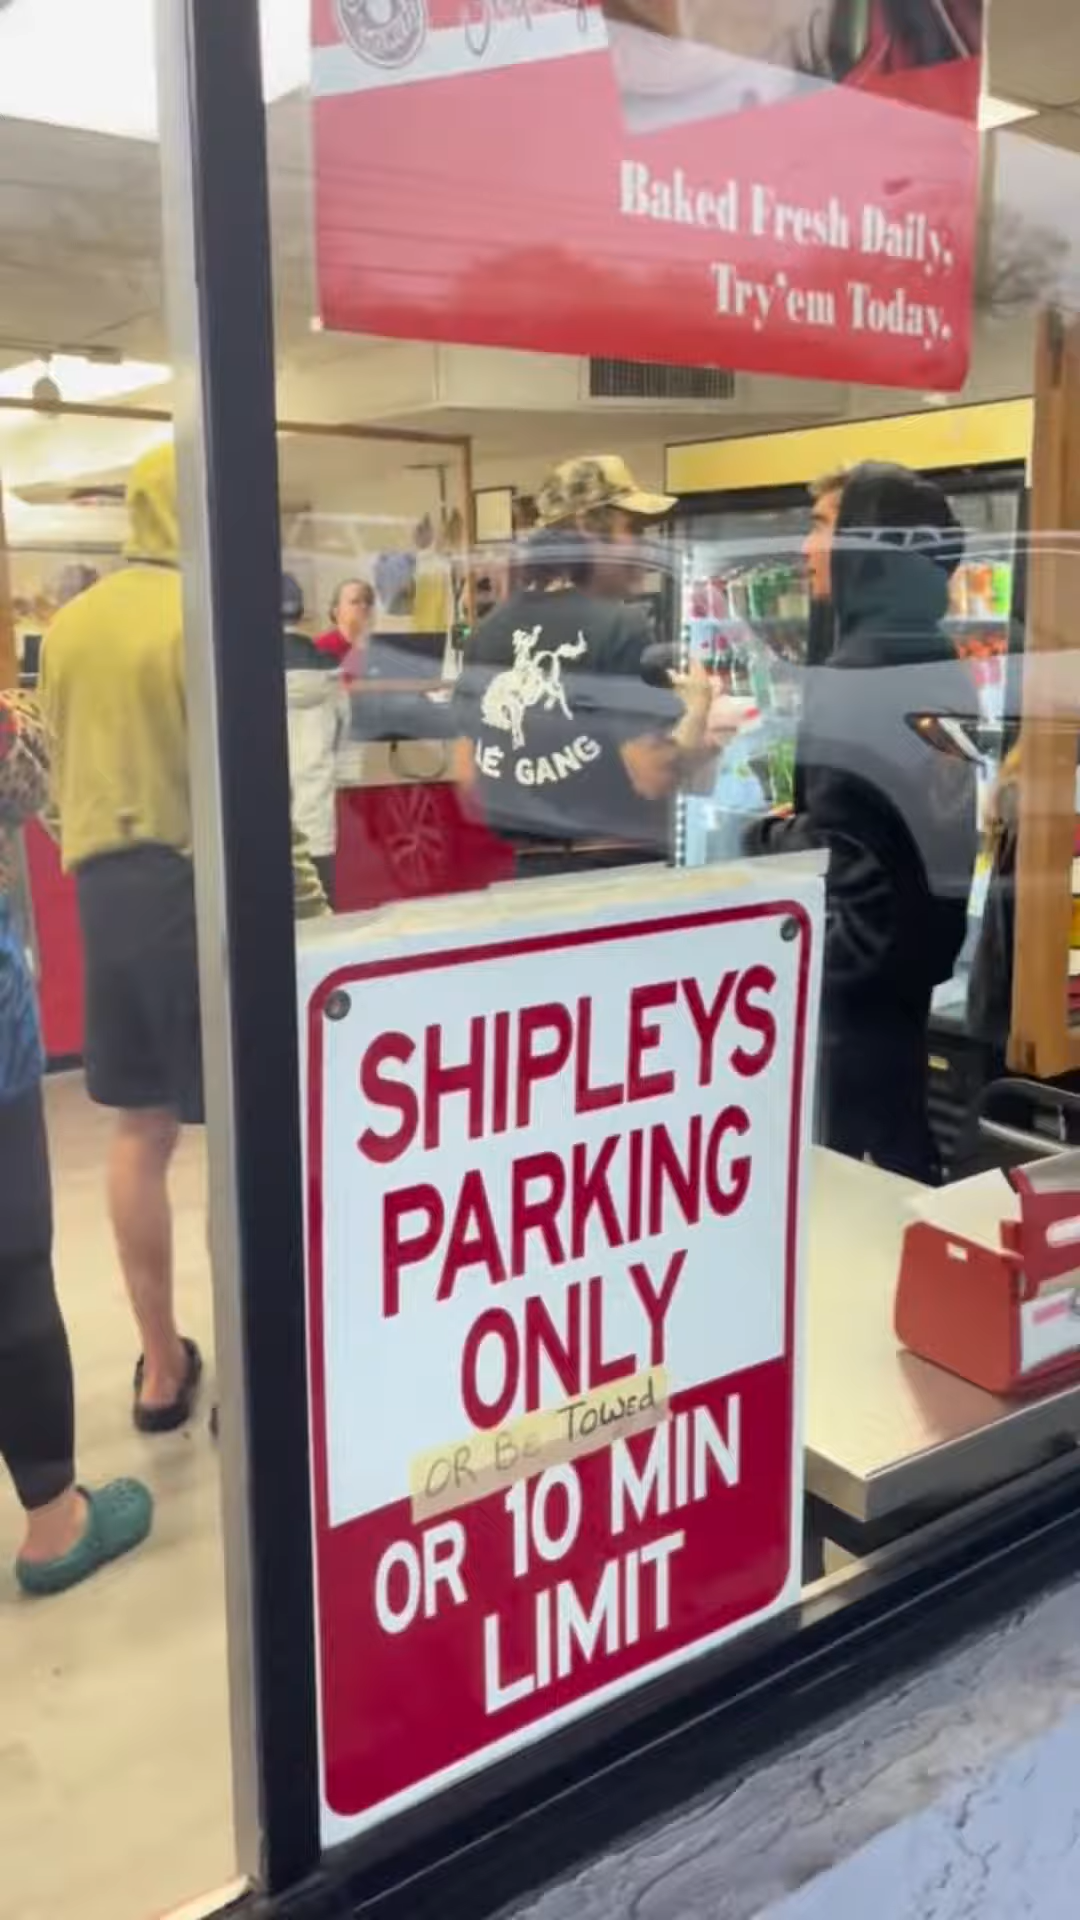 Baked Fresh Daily,
Try'em Today.
GANG
SHIPLEYS
PARKING
ONLY
OR Be TOWed
OR 10 MIN
LIMIT